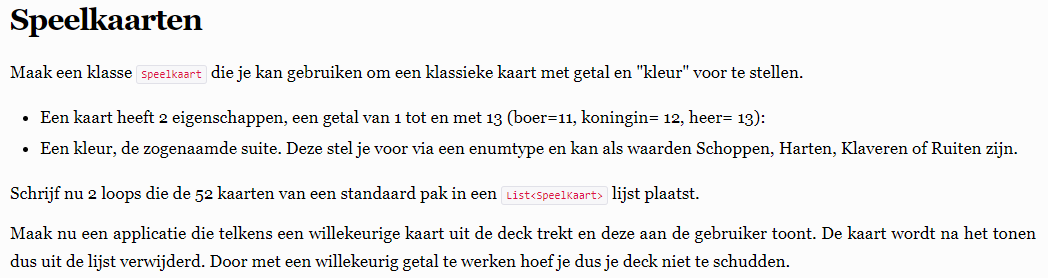 Speelkaarten
Maak een klasse Speelkaart die je kan gebruiken om een klassieke kaart met getal en "kleur" voor te stellen.
• Een kaart heeft 2 eigenschappen, een getal van 1 tot en met 13 (boer=11, koningin= 12, heer= 13):
• Een kleur, de zogenaamde suite. Deze stel je voor via een enumtype en kan als waarden Schoppen, Harten, Klaveren of Ruiten zijn.
Schrijf nu 2 loops die de 52 kaarten van een standaard pak in een List<SpeelKaart> lijst plaatst.
Maak nu een applicatie die telkens een willekeurige kaart uit de deck trekt en deze aan de gebruiker toont. De kaart wordt na het tonen
dus uit de lijst verwijderd. Door met een willekeurig getal te werken hoef je dus je deck niet te schudden.